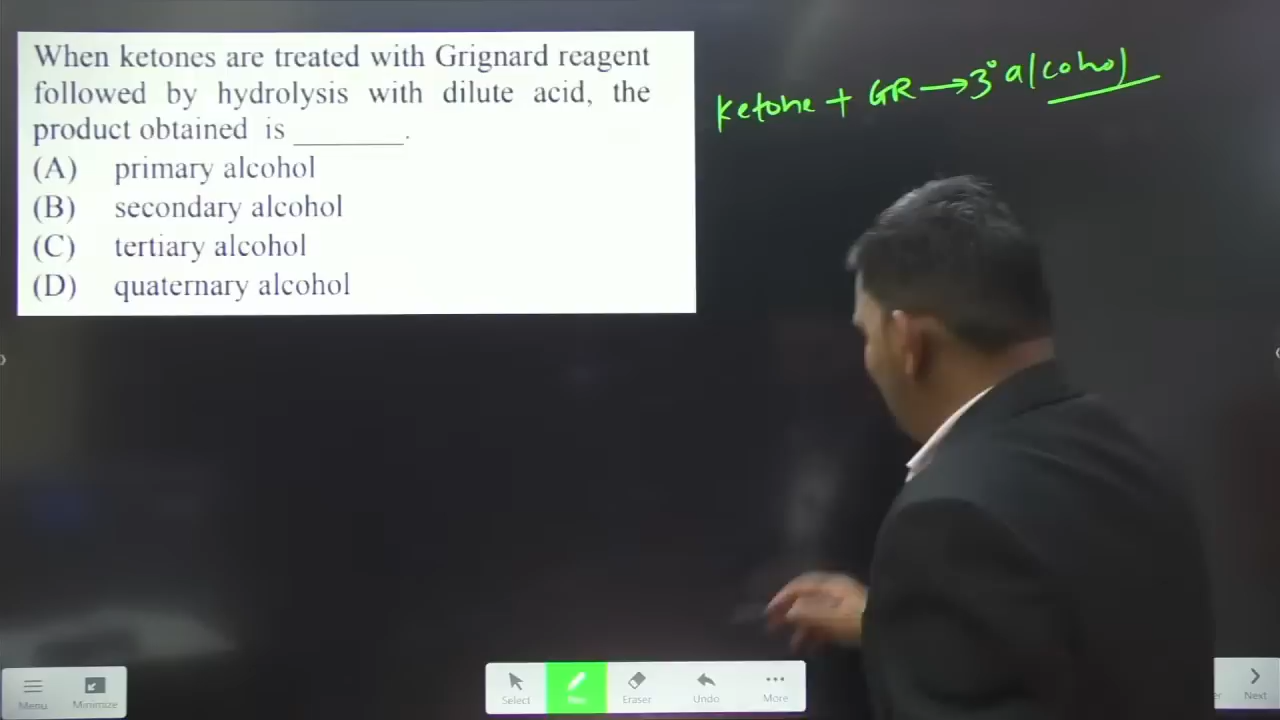 When ketones are treated with Grignard reagent
followed by hydrolysis with dilute acid, the
product obtained is ________.
(A) primary alcohol
(B) secondary alcohol
(C) tertiary alcohol
(D) quaternary alcohol
Ketone + GR → 3° alcohol
Menu
Minimize
Select
Eraser
Undo
More
Next